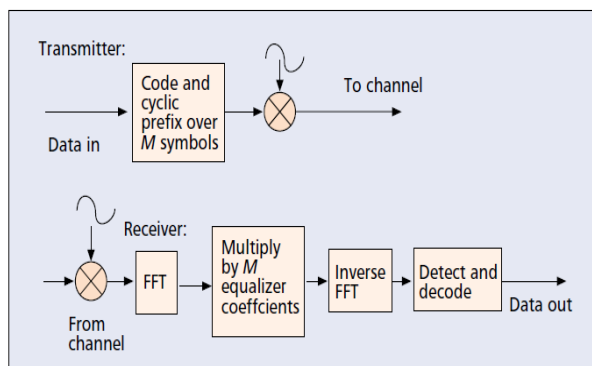 Transmitter:
Code and
cyclic
prefix over
M symbols
To channel
Data in
Receiver:
FFT
Multiply
by M
equalizer
coeffcients
Inverse
FFT
Detect and
decode
From
channel
Data out